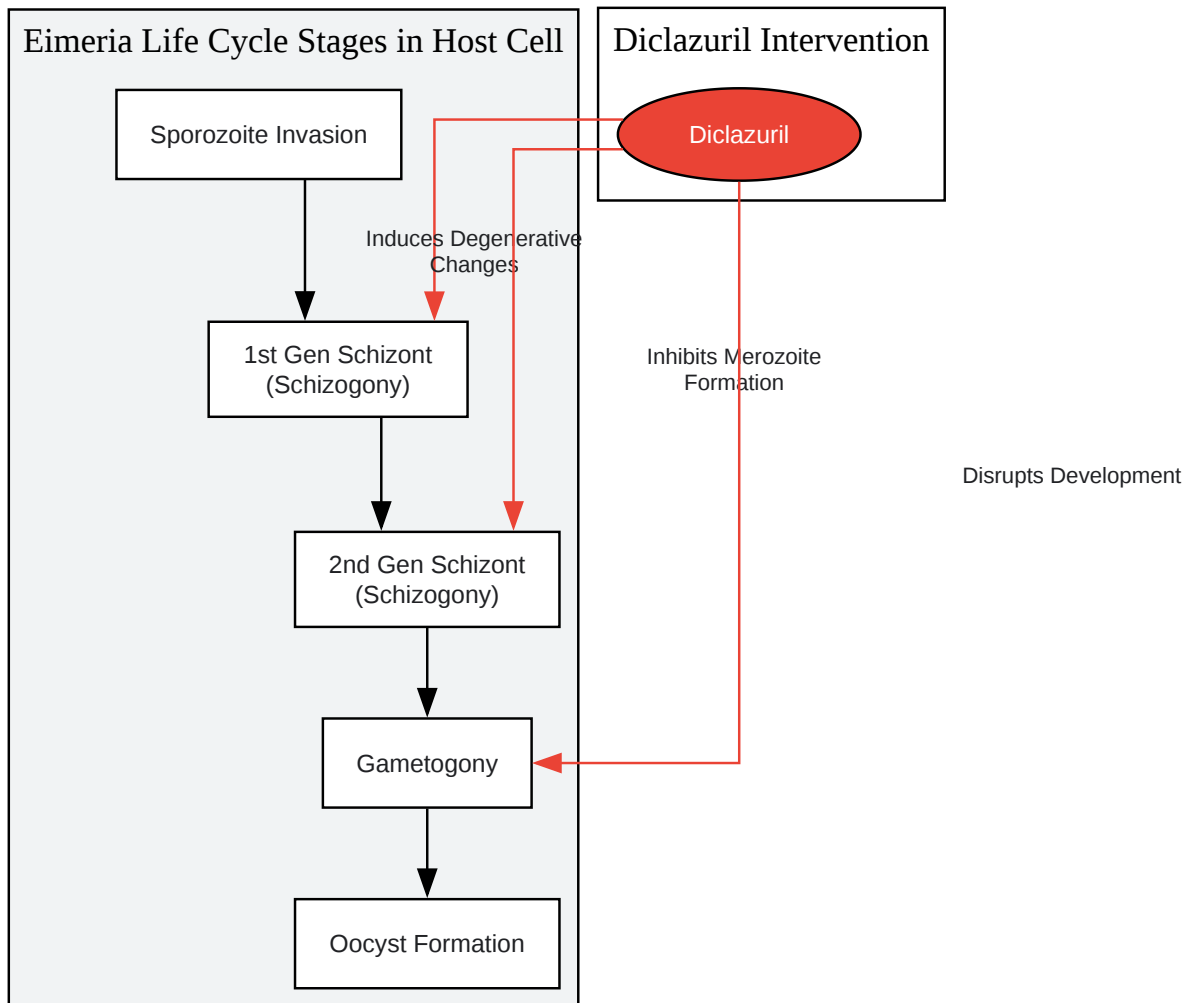 Eimeria Life Cycle Stages in Host Cell
Diclazuril Intervention
Sporozoite Invasion
Diclazuril
Induces Degenerative
Changes
1st Gen Schizont
(Schizogony)
Inhibits Merozoite
Formation
Disrupts Development
2nd Gen Schizont
(Schizogony)
Gametogony
Oocyst Formation